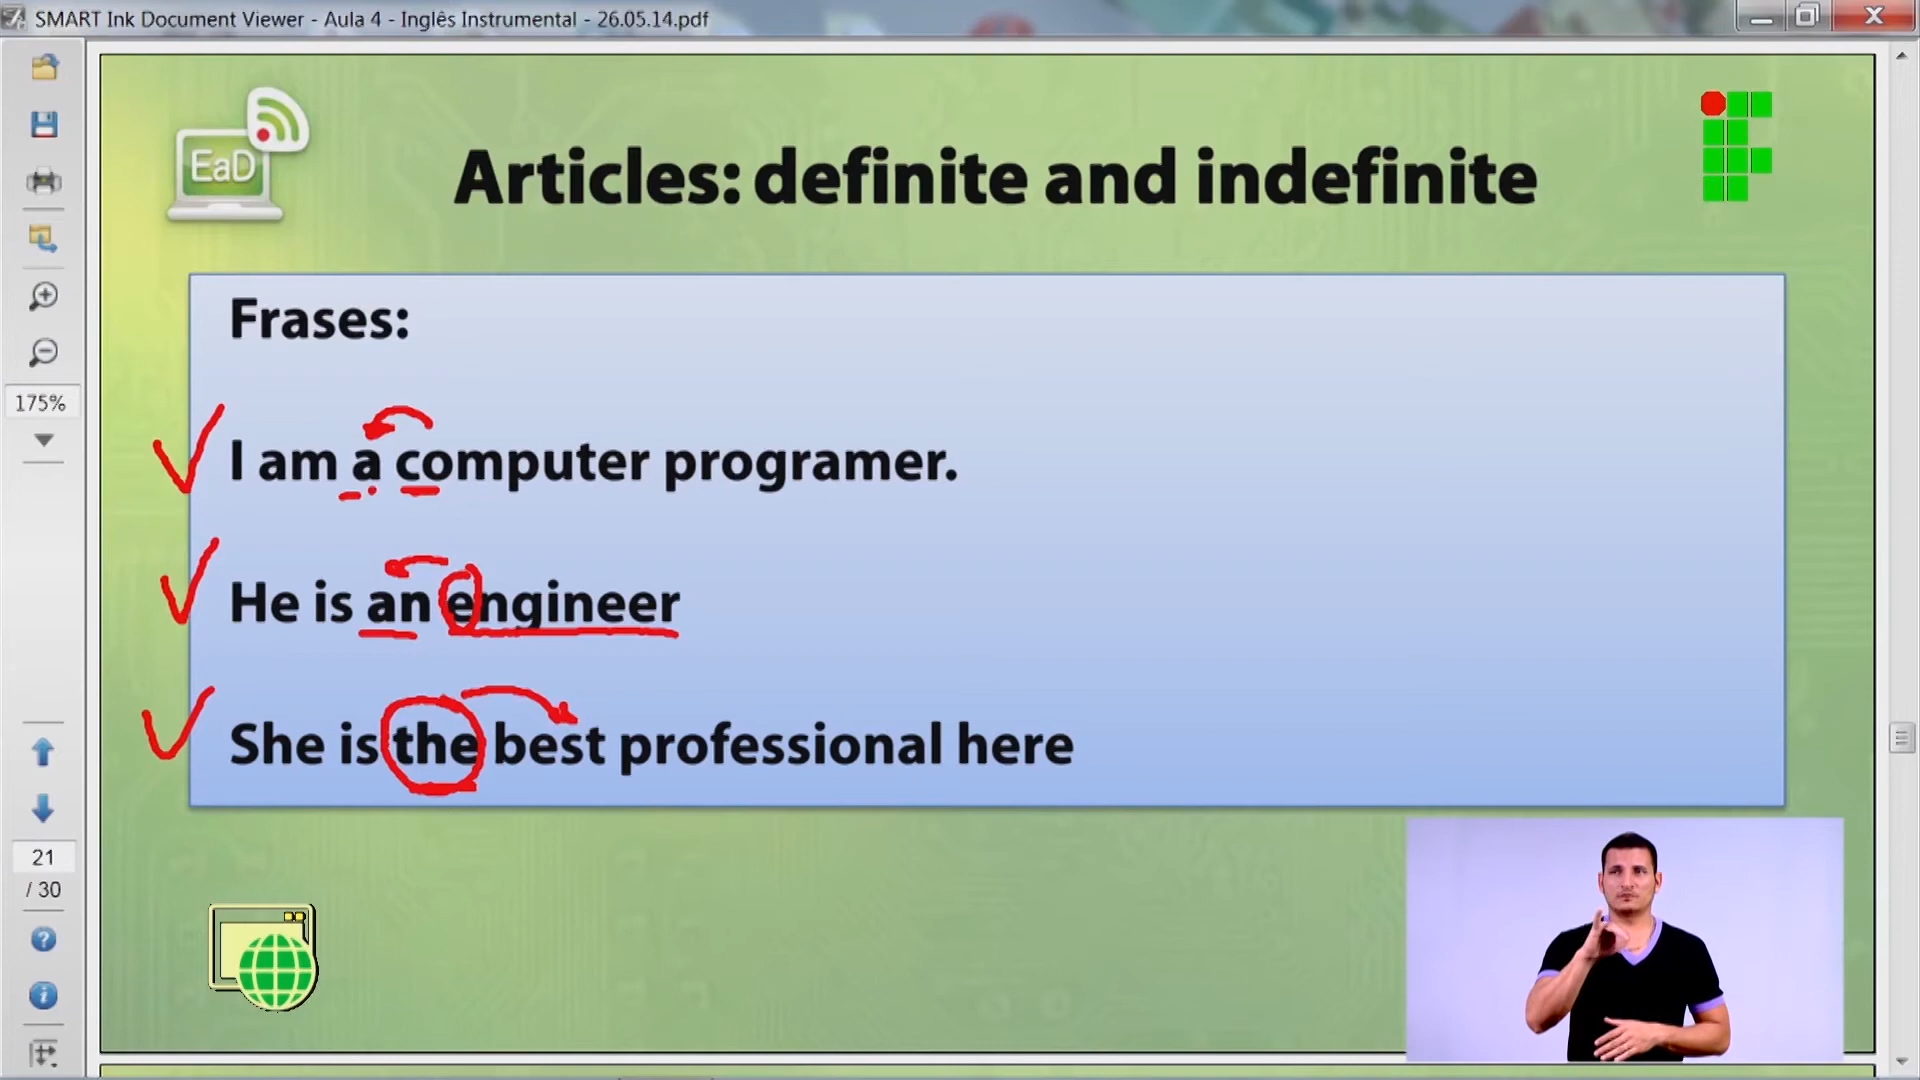 SMART Ink Document Viewer - Aula 4 - Inglês Instrumental - 26.05.14.pdf
EaD
Articles: definite and indefinite
Frases:
175%
I am a computer programer.
He is an engineer
She is the best professional here
21
/ 30